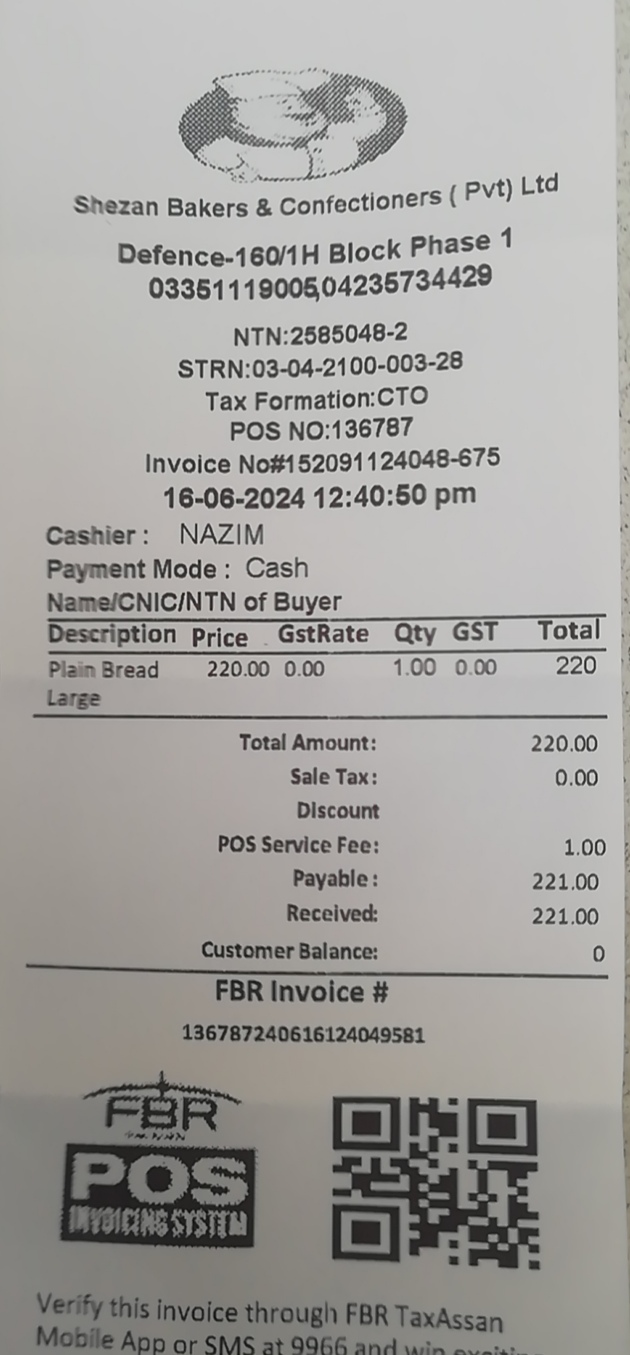 Shezan Bakers & Confectioners ( Pvt) Ltd
Defence-160/1H Block Phase 1
03351119005,04235734429
NTN:2585048-2
STRN:03-04-2100-003-28
Tax Formation:CTO
POS NO:136787
Invoice No#152091124048-675
16-06-2024 12:40:50 pm
Cashier : NAZIM
Payment Mode : Cash
Name/CNIC/NTN of Buyer
Description Price GstRate Qty GST Total
Plain Bread 220.00 0.00 1.00 0.00 220
Large
Total Amount: 220.00
Sale Tax: 0.00
Discount
POS Service Fee: 1.00
Payable: 221.00
Received: 221.00
Customer Balance: 0
FBR Invoice #
136787240616124049581
FBR
POS
INVOICING SYSTEM
Verify this invoice through FBR TaxAssan
Mobile App or SMS at 9966 and win